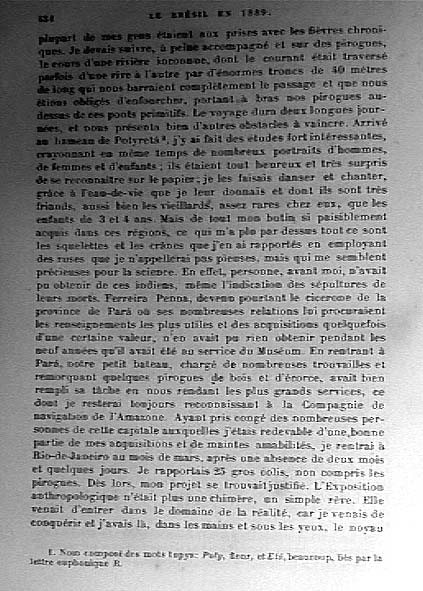 634 LE BRÉSIL EN 1889.
plupart de mes gens étaient aux prises avec les fièvres chroni-
ques. Je devais suivre, à peine accompagné et sur des pirogues,
le cours d'une rivière inconnue, dont le courant était traversé
parfois d'une rive à l'autre par d'énormes troncs de 40 mètres
de long qui nous barraient complètement le passage et que nous
étions obligés d'enfourcher, portant à bras nos pirogues au-
dessus de ces ponts primitifs. Le voyage dura deux longues jour-
nées, et nous présenta bien d'autres obstacles à vaincre. Arrivé
au hameau de Potyretá¹, j'y ai fait des études fort intéressantes,
crayonnant en même temps de nombreux portraits d'hommes,
de femmes et d'enfants; ils étaient tout heureux et très surpris
de se reconnaître sur le papier; je les faisais danser et chanter,
grâce à l'eau-de-vie que je leur donnais et dont ils sont très
friands, aussi bien les vieillards, assez rares chez eux, que les
enfants de 3 et 4 ans. Mais de tout mon butin si paisiblement
acquis dans ces régions, ce qui m'a plu par dessus tout ce sont
les squelettes et les crânes que j'en ai rapportés en employant
des ruses que je n'appellerai pas pieuses, mais qui me semblent
précieuses pour la science. En effet, personne, avant moi, n'avait
pu obtenir de ces indiens, même l'indication des sépultures de
leurs morts. Ferreira Penna, devenu pourtant le cicerone de la
province de Pará où ses nombreuses relations lui procuraient
les renseignements les plus utiles et des acquisitions quelquefois
d'une certaine valeur, n'en avait pu rien obtenir pendant les
neuf années qu'il avait été au service du Muséum. En rentrant à
Pará, notre petit bateau, chargé de nombreuses trouvailles et
remorquant quelques pirogues de bois et d'écorce, avait bien
rempli sa tâche en nous rendant les plus grands services, ce
dont je resterai toujours reconnaissant à la Compagnie de
navigation de l'Amazone. Ayant pris congé des nombreuses per-
sonnes de cette capitale auxquelles j'étais redevable d'une bonne
partie de mes acquisitions et de maintes amabilités, je rentrai à
Rio-de-Janeiro au mois de mars, après une absence de deux mois
et quelques jours. Je rapportais 25 gros colis, non compris les
pirogues. Dès lors, mon projet se trouvait justifié. L'Exposition
anthropologique n'était plus une chimère, un simple rêve. Elle
venait d'entrer dans le domaine de la réalité, car je venais de
conquérir et j'avais là, dans les mains et sous les yeux, le noyau
1. Nom composé des mots tupys: Poty, fleur, et Eté, beaucoup, liés par la
lettre euphonique R.